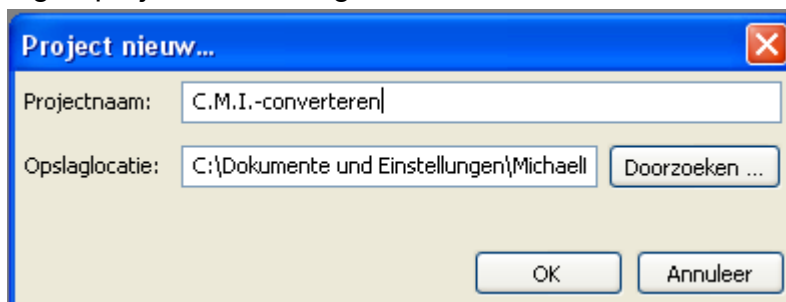 Project nieuw...
Projectnaam: C.M.I.-converteren
Opslaglocatie: C:\Dokumente und Einstellungen\Michaell Doorzoeken ...
OK Annuleer